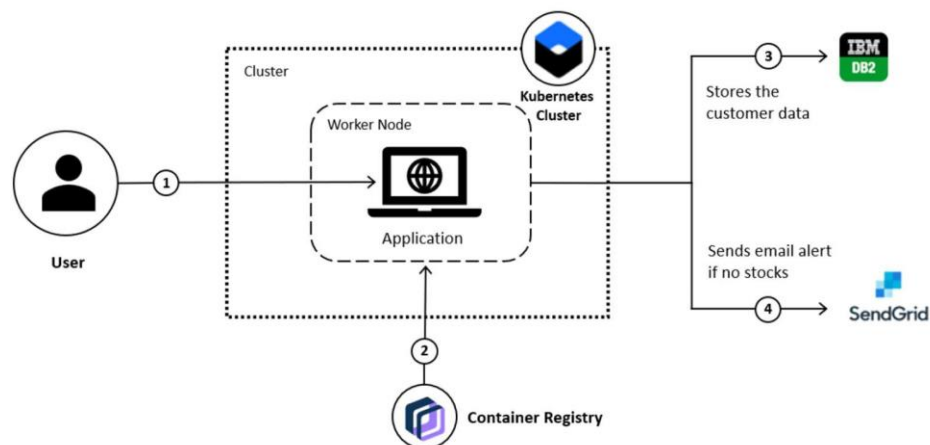 Cluster
Kubernetes
Cluster
Worker Node
Application
User
1
2
Container Registry
3
IBM
DB2
Stores the
customer data
Sends email alert
if no stocks
4
SendGrid